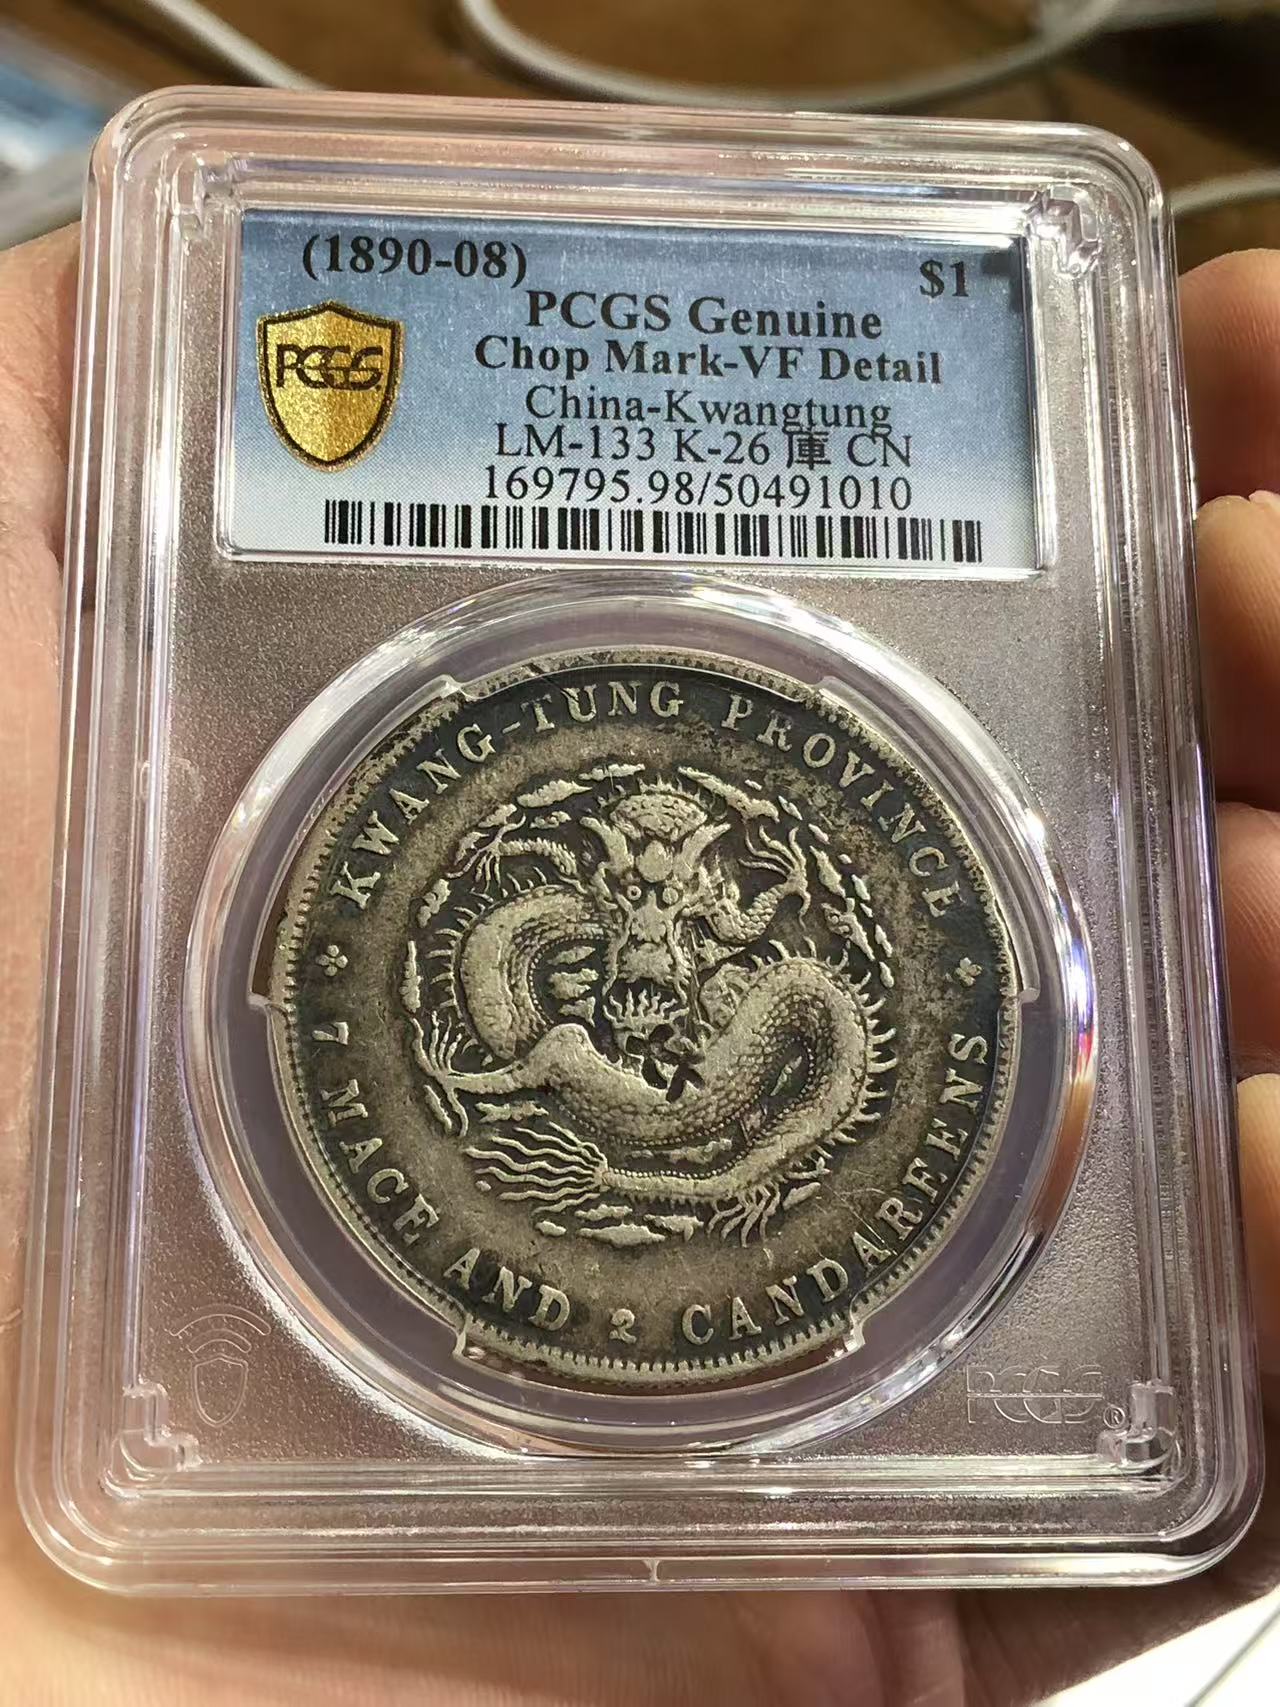 (1890-08)
$1
PCGS Genuine
PCGS
Chop Mark-VF Detail
China-Kwangtung
LM-133 K-26 庫 CN
169795.98/50491010
KWANG-TUNG PROVINCE
7 MACE AND 2 CANDAREENS
PCGS ®